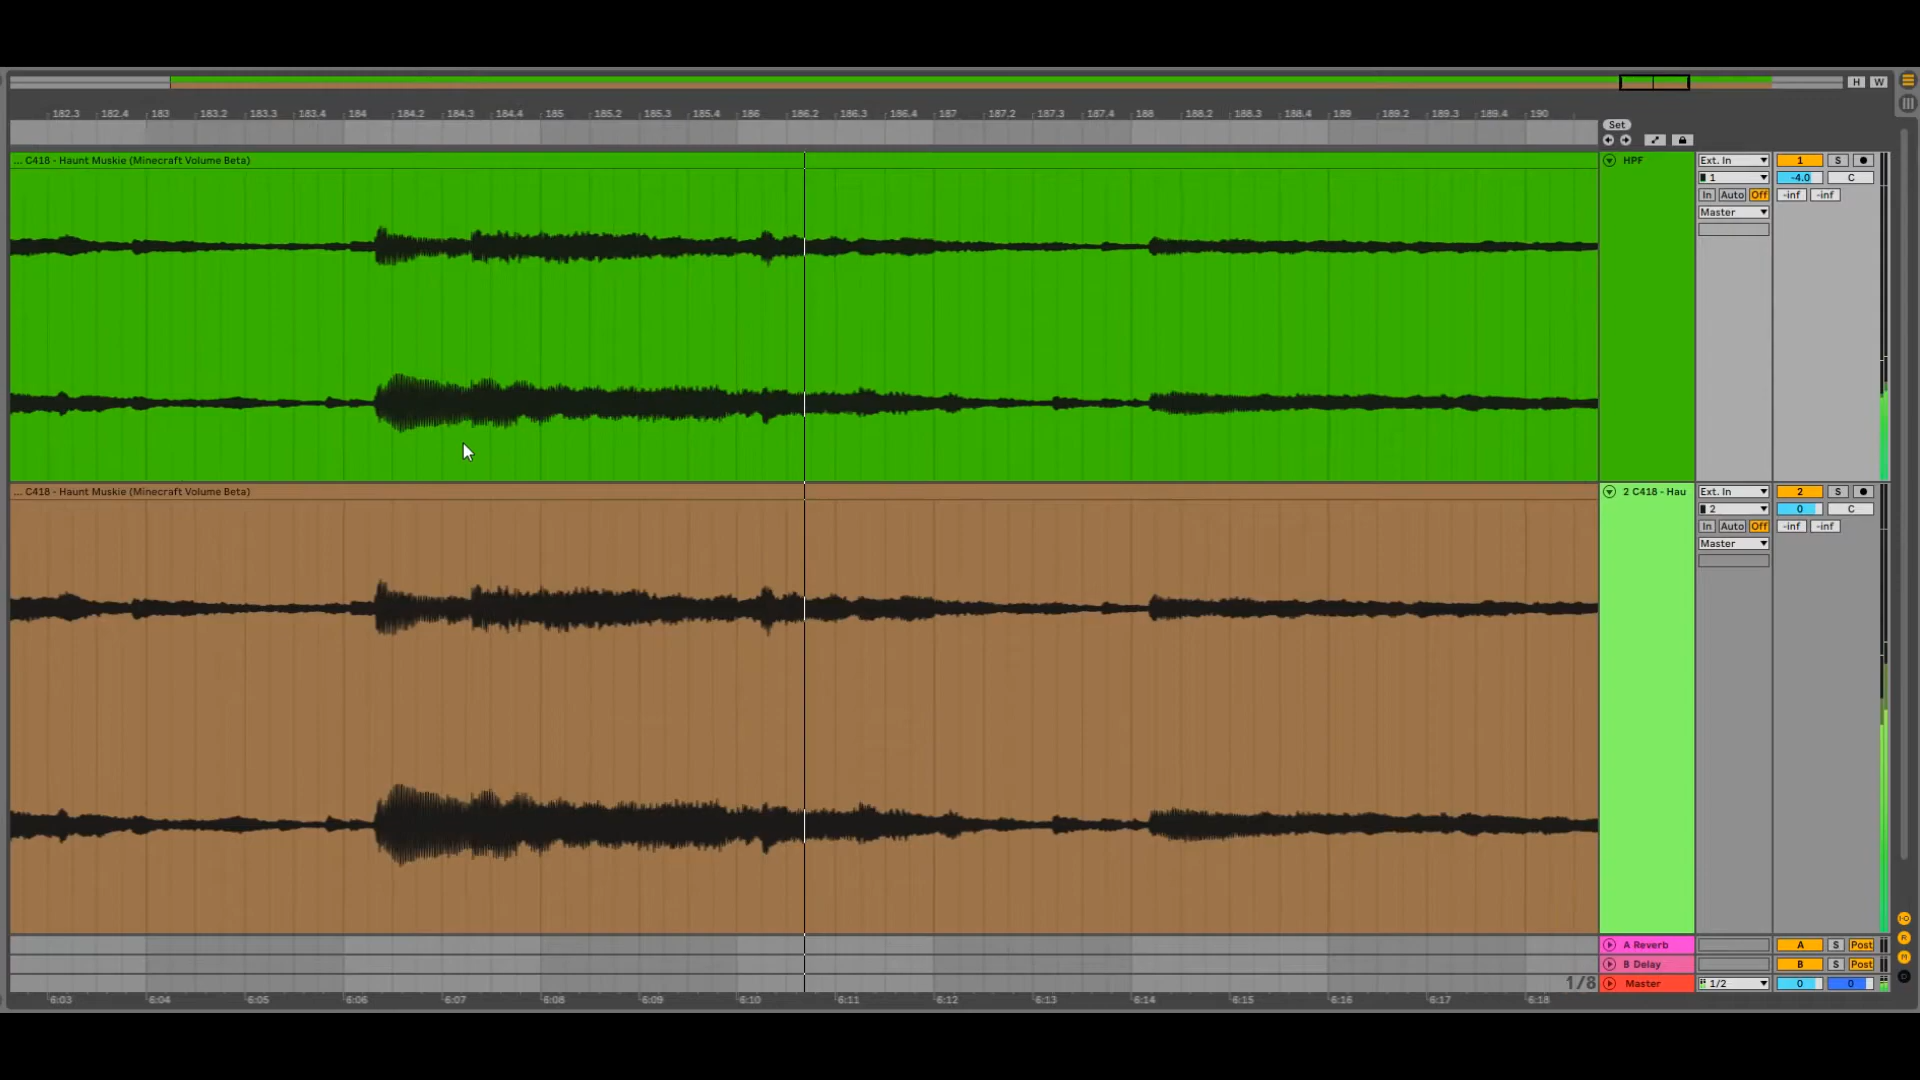 H W
182.3 182.4 183 183.2 183.3 183.4 184 184.2 184.3 184.4 185 185.2 185.3 185.4 186 186.2 186.3 186.4 187 187.2 187.3 187.4 188 188.2 188.3 188.4 189 189.2 189.3 189.4 190
Set
... C418 - Haunt Muskie (Minecraft Volume Beta) HPF Ext. In 1 S
1 -4.0 C
In Auto Off -inf -inf
Master
... C418 - Haunt Muskie (Minecraft Volume Beta) 2 C418 - Hau Ext. In 2 S
2 0 C
In Auto Off -inf -inf
Master
A Reverb A S Post
B Delay B S Post
1/8 Master 1/2 0 0
6:03 6:04 6:05 6:06 6:07 6:08 6:09 6:10 6:11 6:12 6:13 6:14 6:15 6:16 6:17 6:18